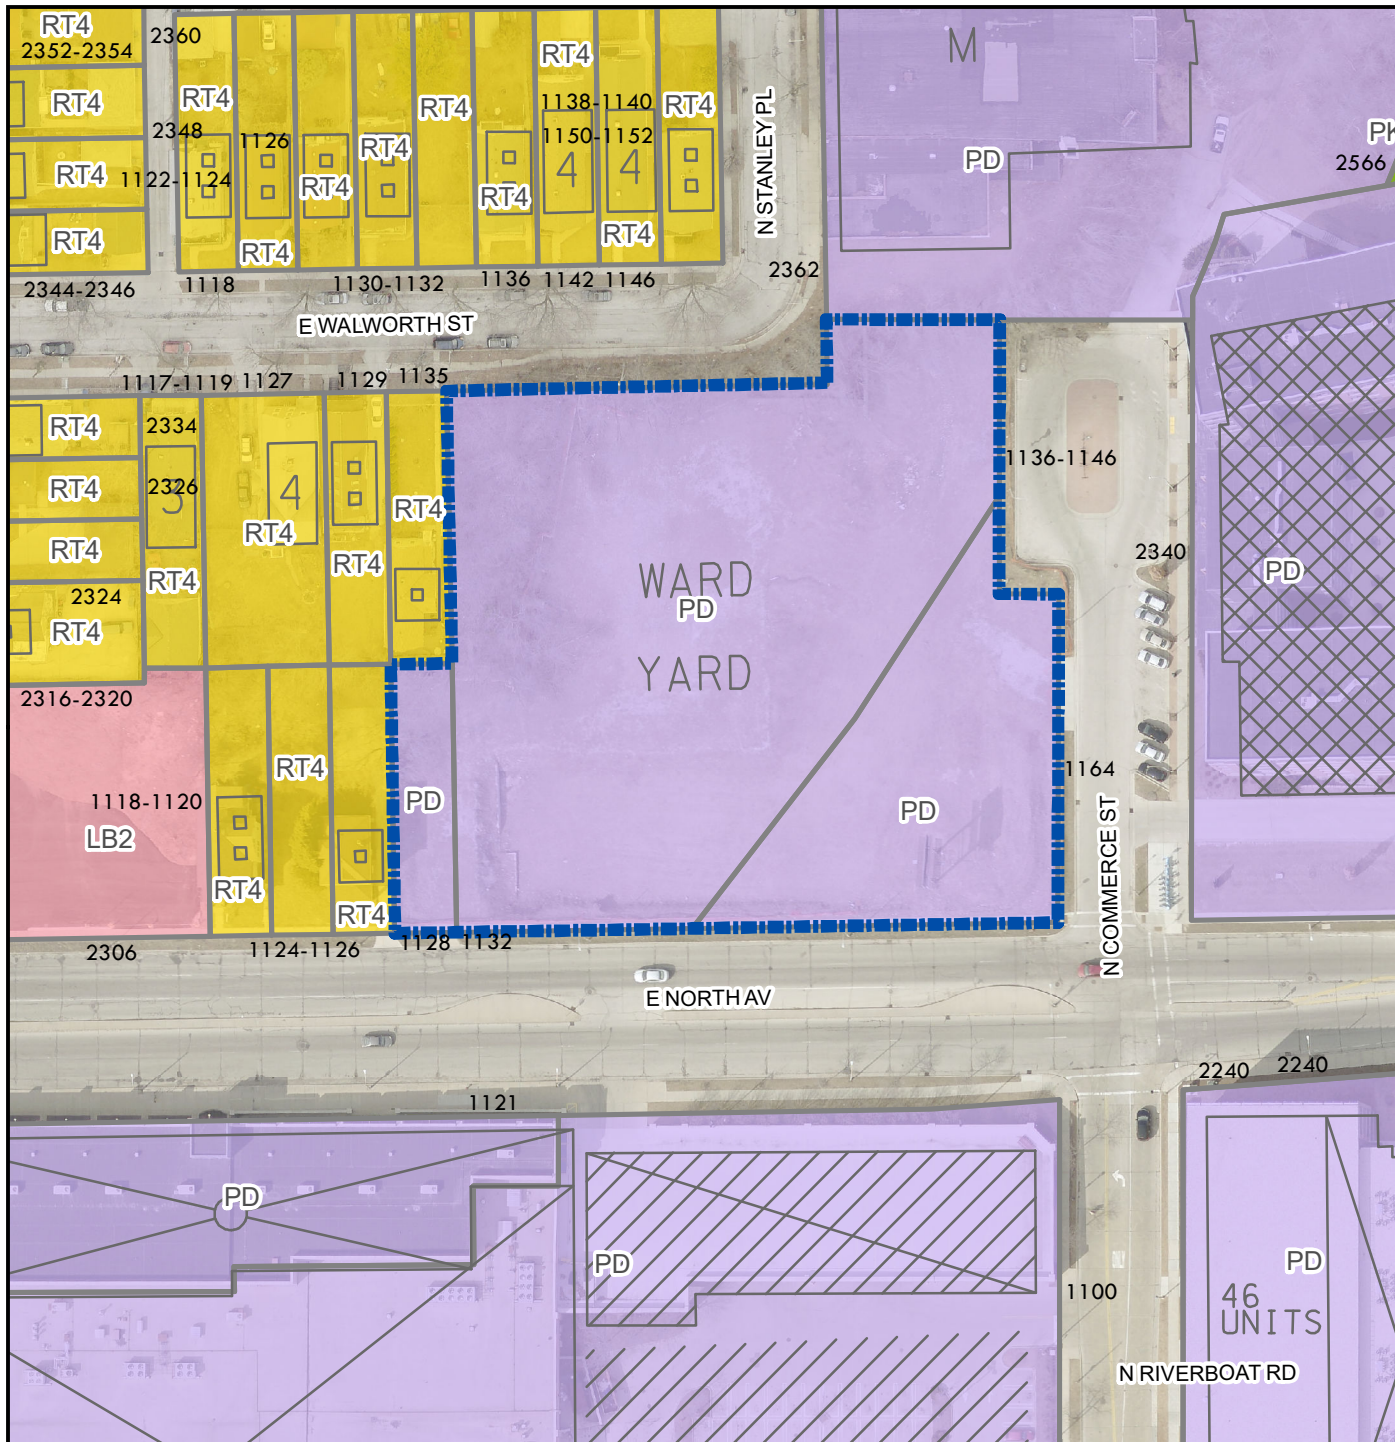 RT4
2352-2354
2360
M
RT4
RT4
RT4
RT4
1138-1140
RT4
N STANLEY PL
2348
1126
1150-1152
RT4
PD
PK
2566
RT4
1122-1124
RT4
RT4
4
4
RT4
RT4
RT4
RT4
2344-2346
1118
1130-1132
1136
1142
1146
2362
E WALWORTH ST
1117-1119
1127
1129
1135
RT4
2334
1136-1146
RT4
2326
3
4
RT4
RT4
RT4
RT4
RT4
2340
WARD
PD
YARD
PD
2324
RT4
2316-2320
RT4
1164
1118-1120
PD
PD
LB2
RT4
RT4
N COMMERCE ST
2306
1124-1126
1128
1132
E NORTH AV
2240
2240
1121
PD
PD
PD
1100
46
UNITS
N RIVERBOAT RD